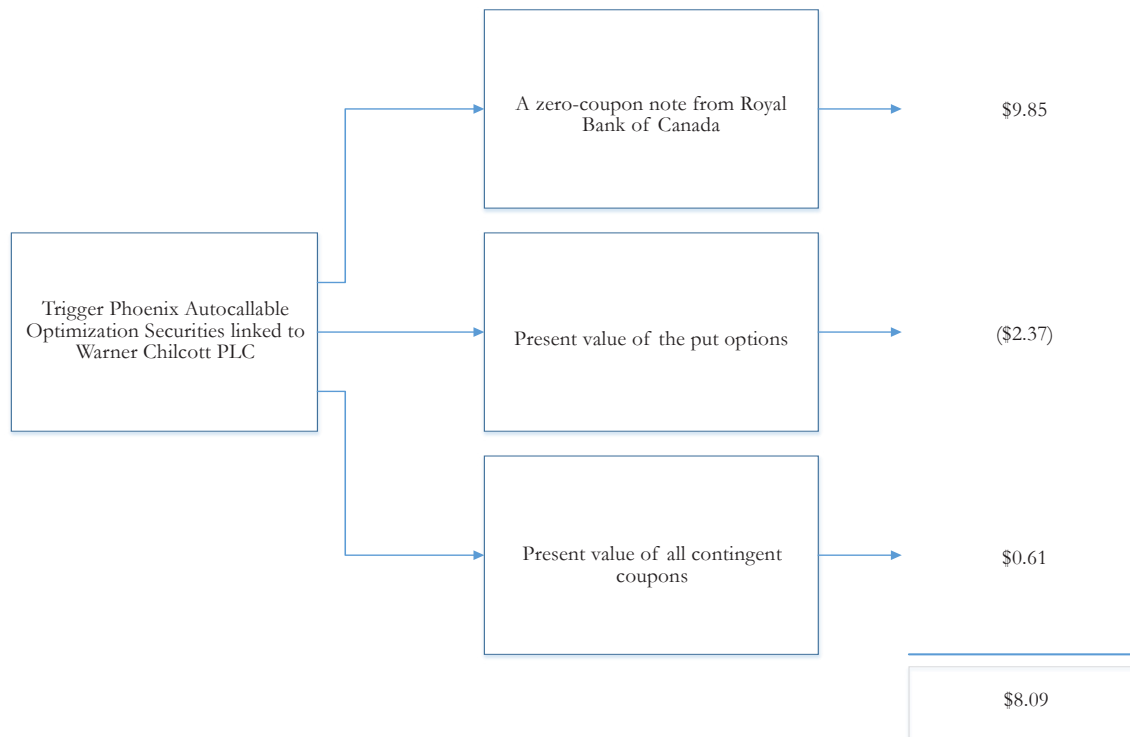 A zero-coupon note from Royal
Bank of Canada
$9.85
Trigger Phoenix Autocallable
Optimization Securities linked to
Warner Chilcott PLC
Present value of the put options
($2.37)
Present value of all contingent
coupons
$0.61
$8.09